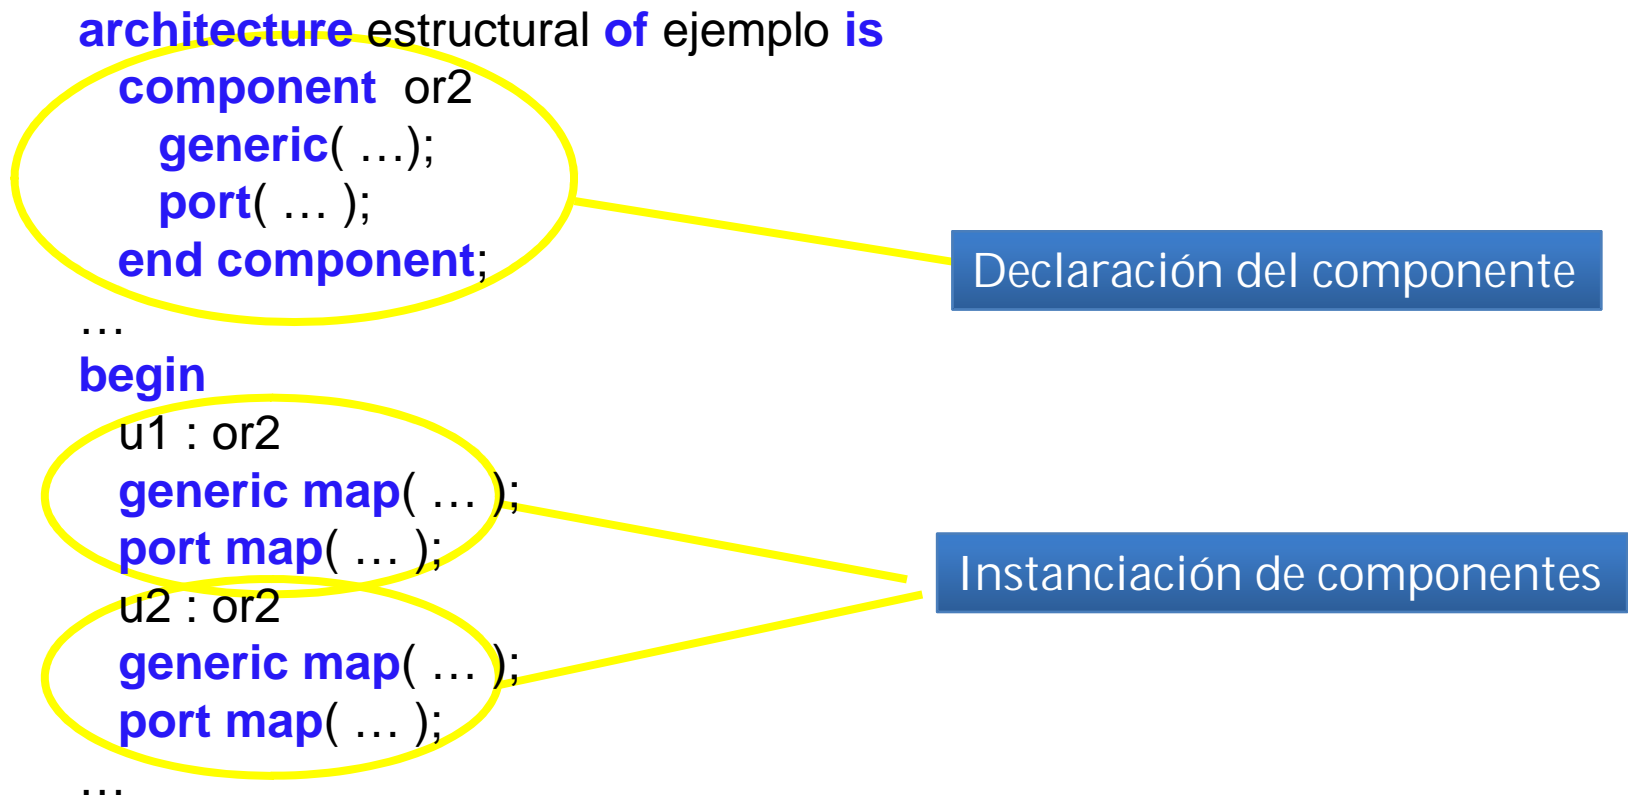 architecture estructural of ejemplo is
component or2
generic( …);
port( … );
end component;
Declaración del componente
…
begin
u1 : or2
generic map( … );
port map( … );
Instanciación de componentes
u2 : or2
generic map( … );
port map( … );
…